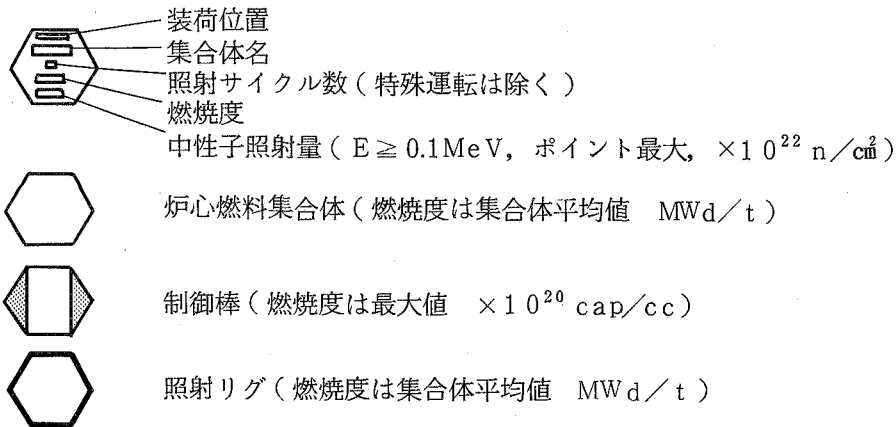 装荷位置
集合体名
照射サイクル数(特殊運転は除く)
燃焼度
中性子照射量(E≧0.1MeV, ポイント最大, ×10²² n/cm²)
炉心燃料集合体(燃焼度は集合体平均値 MWd/t)
制御棒(燃焼度は最大値 ×10²⁰ cap/cc)
照射リグ(燃焼度は集合体平均値 MWd/t)